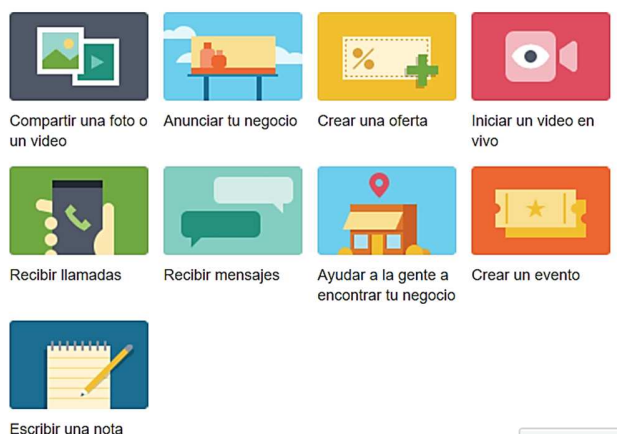 Compartir una foto o
un video
Anunciar tu negocio
Crear una oferta
Iniciar un video en
vivo
Recibir llamadas
Recibir mensajes
Ayudar a la gente a
encontrar tu negocio
Crear un evento
Escribir una nota